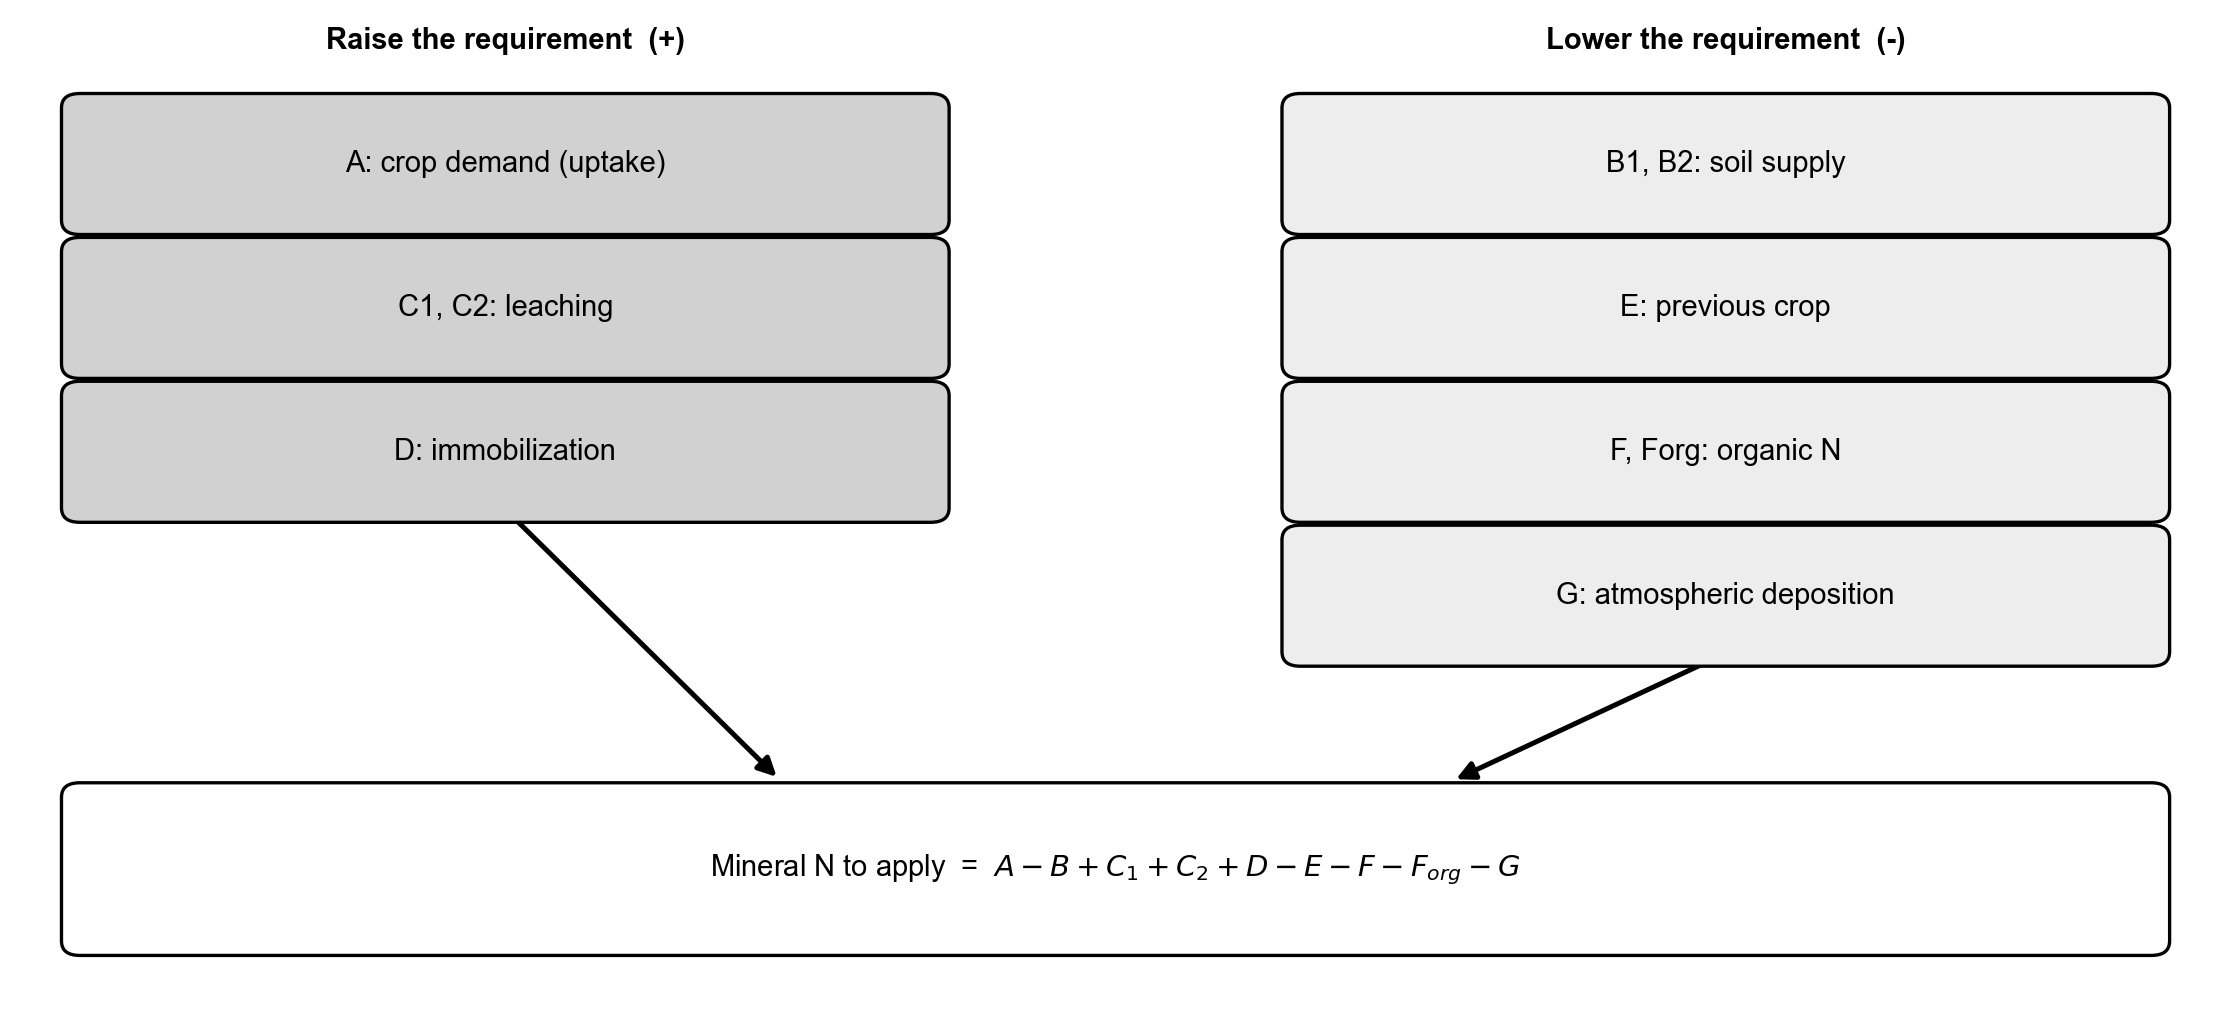 Raise the requirement  (+)
A: crop demand (uptake)
C1, C2: leaching
D: immobilization
Lower the requirement  (-)
B1, B2: soil supply
E: previous crop
F, Forg: organic N
G: atmospheric deposition
Mineral N to apply  =  A − B + C₁ + C₂ + D − E − F − F_org − G